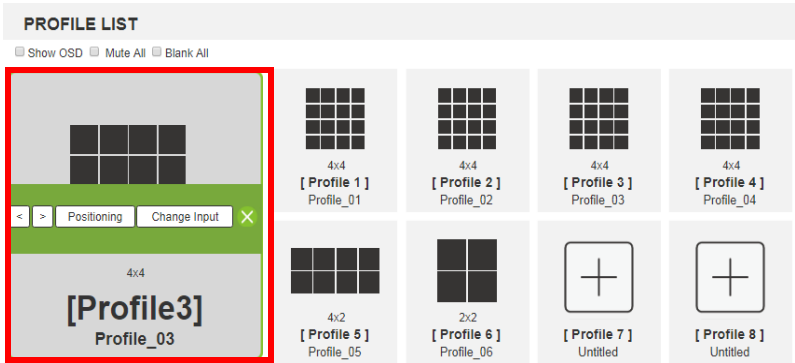 PROFILE LIST
Show OSD Mute All Blank All
< > Positioning Change Input
4x4
[Profile3]
Profile_03
4x4 4x4 4x4 4x4
[ Profile 1 ] [ Profile 2 ] [ Profile 3 ] [ Profile 4 ]
Profile_01 Profile_02 Profile_03 Profile_04
4x2 2x2
[ Profile 5 ] [ Profile 6 ] [ Profile 7 ] [ Profile 8 ]
Profile_05 Profile_06 Untitled Untitled